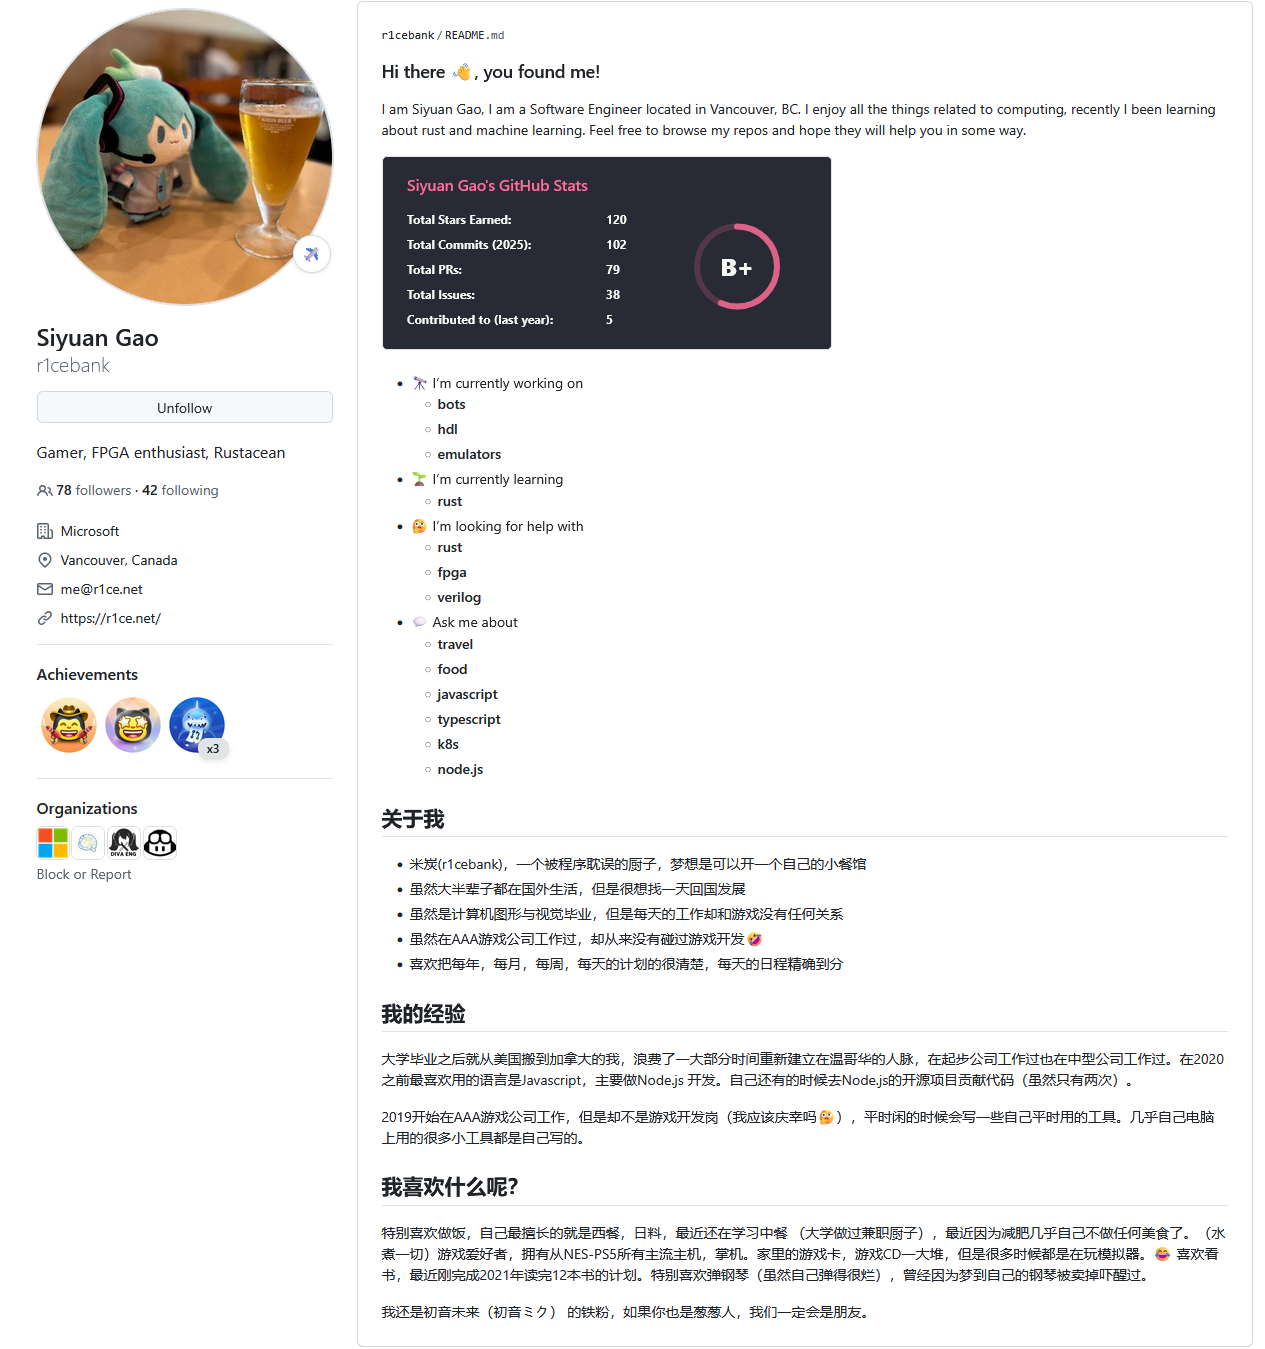 Siyuan Gao
r1cebank
Unfollow
Gamer, FPGA enthusiast, Rustacean
78 followers · 42 following
Microsoft
Vancouver, Canada
me@r1ce.net
https://r1ce.net/
Achievements
x3
Organizations
DIVA ENG
Block or Report
r1cebank / README.md
Hi there 👋, you found me!
I am Siyuan Gao, I am a Software Engineer located in Vancouver, BC. I enjoy all the things related to computing, recently I been learning
about rust and machine learning. Feel free to browse my repos and hope they will help you in some way.
Siyuan Gao's GitHub Stats
Total Stars Earned: 120
Total Commits (2025): 102
Total PRs: 79
Total Issues: 38
Contributed to (last year): 5
B+
🔭 I’m currently working on
bots
hdl
emulators
🌱 I’m currently learning
rust
🤔 I’m looking for help with
rust
fpga
verilog
💬 Ask me about
travel
food
javascript
typescript
k8s
node.js
关于我
米炭(r1cebank)，一个被程序耽误的厨子，梦想是可以开一个自己的小餐馆
虽然大半辈子都在国外生活，但是很想找一天回国发展
虽然是计算机图形与视觉毕业，但是每天的工作却和游戏没有任何关系
虽然在AAA游戏公司工作过，却从来没有碰过游戏开发🤣
喜欢把每年，每月，每周，每天的计划的很清楚，每天的日程精确到分
我的经验
大学毕业之后就从美国搬到加拿大的我，浪费了一大部分时间重新建立在温哥华的人脉，在起步公司工作过也在中型公司工作过。在2020
之前最喜欢用的语言是Javascript，主要做Node.js 开发。自己还有的时候去Node.js的开源项目贡献代码（虽然只有两次）。
2019开始在AAA游戏公司工作，但是却不是游戏开发岗（我应该庆幸吗🤔），平时闲的时候会写一些自己平时用的工具。几乎自己电脑
上用的很多小工具都是自己写的。
我喜欢什么呢？
特别喜欢做饭，自己最擅长的就是西餐，日料，最近还在学习中餐 （大学做过兼职厨子），最近因为减肥几乎自己不做任何美食了。（水
煮一切）游戏爱好者，拥有从NES-PS5所有主流主机，掌机。家里的游戏卡，游戏CD一大堆，但是很多时候都是在玩模拟器。😂 喜欢看
书，最近刚完成2021年读完12本书的计划。特别喜欢弹钢琴（虽然自己弹得很烂），曾经因为梦到自己的钢琴被卖掉吓醒过。
我还是初音未来（初音ミク） 的铁粉，如果你也是葱葱人，我们一定会是朋友。